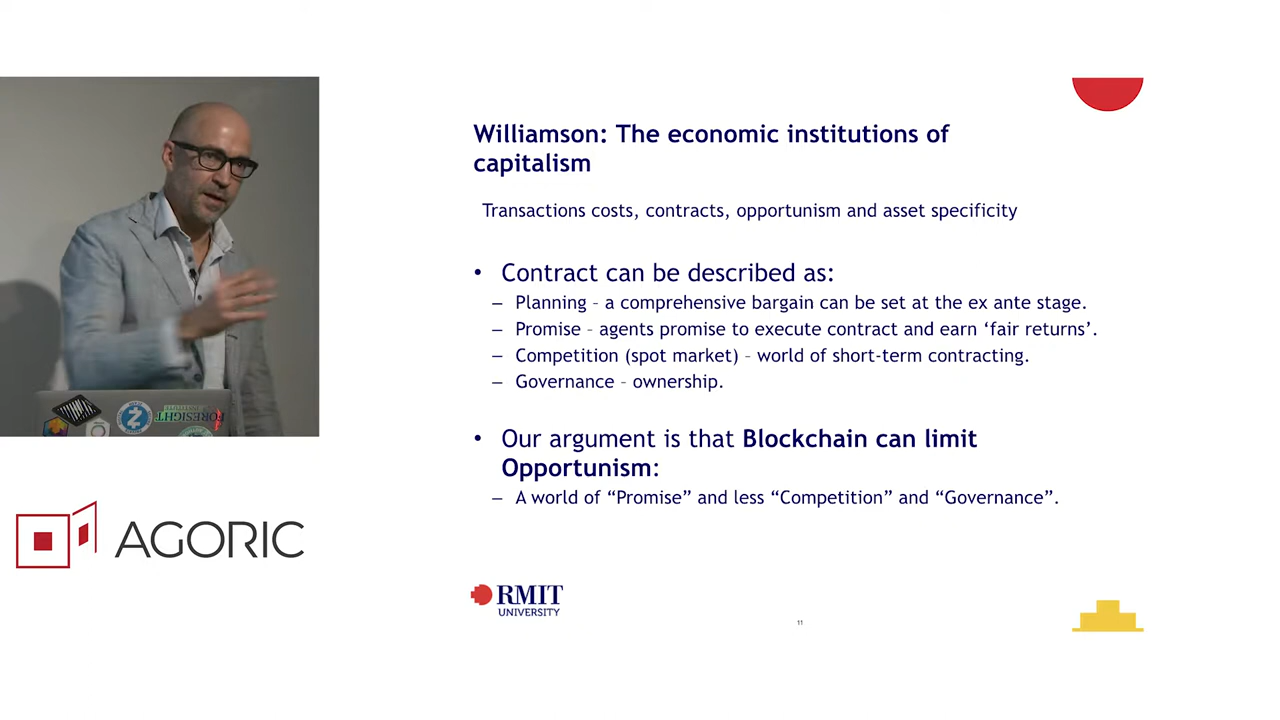 Williamson: The economic institutions of
capitalism
Transactions costs, contracts, opportunism and asset specificity
• Contract can be described as:
– Planning – a comprehensive bargain can be set at the ex ante stage.
– Promise – agents promise to execute contract and earn ‘fair returns’.
– Competition (spot market) – world of short-term contracting.
– Governance – ownership.
• Our argument is that Blockchain can limit
Opportunism:
– A world of “Promise” and less “Competition” and “Governance”.
FORESIGHT
INSTITUTE
AGORIC
RMIT
UNIVERSITY
11